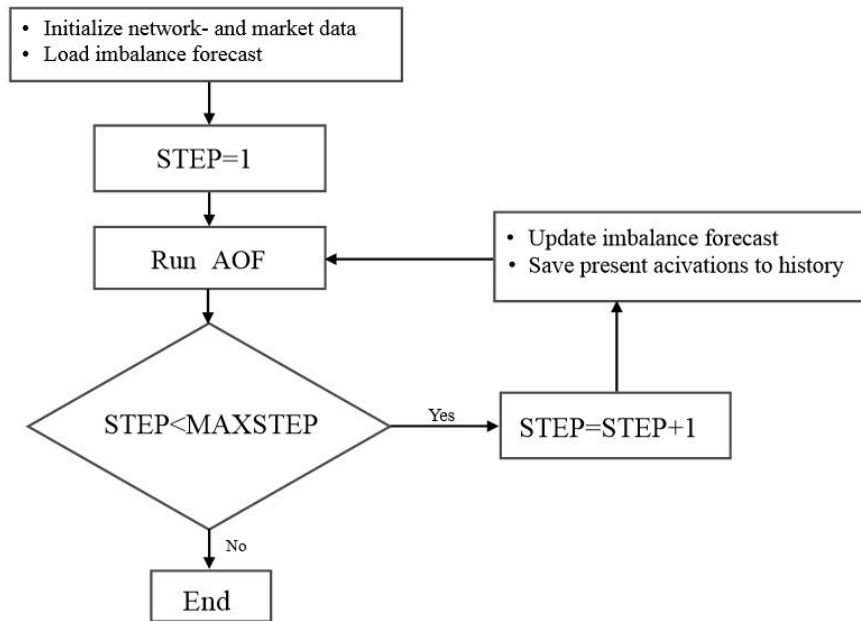 • Initialize network- and market data
• Load imbalance forecast
STEP=1
Run AOF
• Update imbalance forecast
• Save present acivations to history
STEP<MAXSTEP
Yes
STEP=STEP+1
No
End